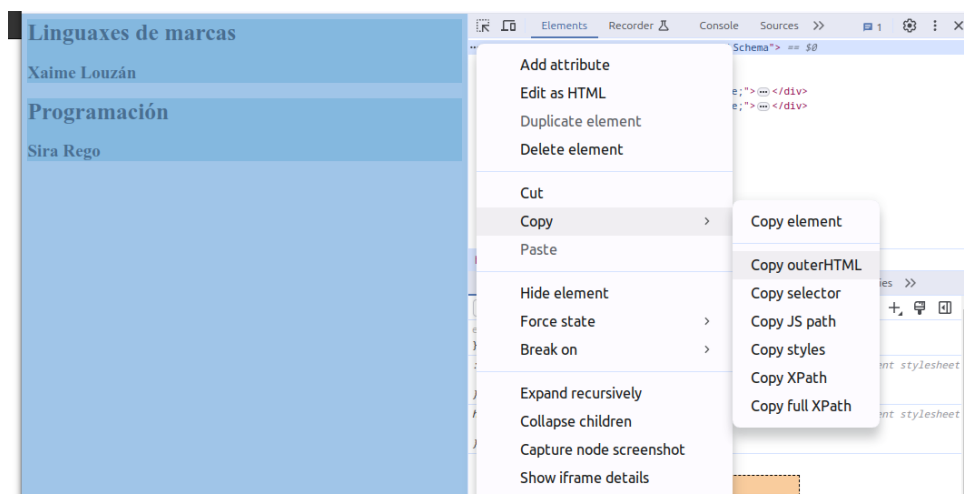 Linguaxes de marcas
Xaime Louzán
Programación
Sira Rego
Elements Recorder Console Sources 1
Schema"> == $0
e;"> </div>
e;"> </div>
Add attribute
Edit as HTML
Duplicate element
Delete element
Cut
Copy
Paste
Hide element
Force state
Break on
Expand recursively
Collapse children
Capture node screenshot
Show iframe details
Copy element
Copy outerHTML
Copy selector
Copy JS path
Copy styles
Copy XPath
Copy full XPath
ies
ent stylesheet
ent stylesheet